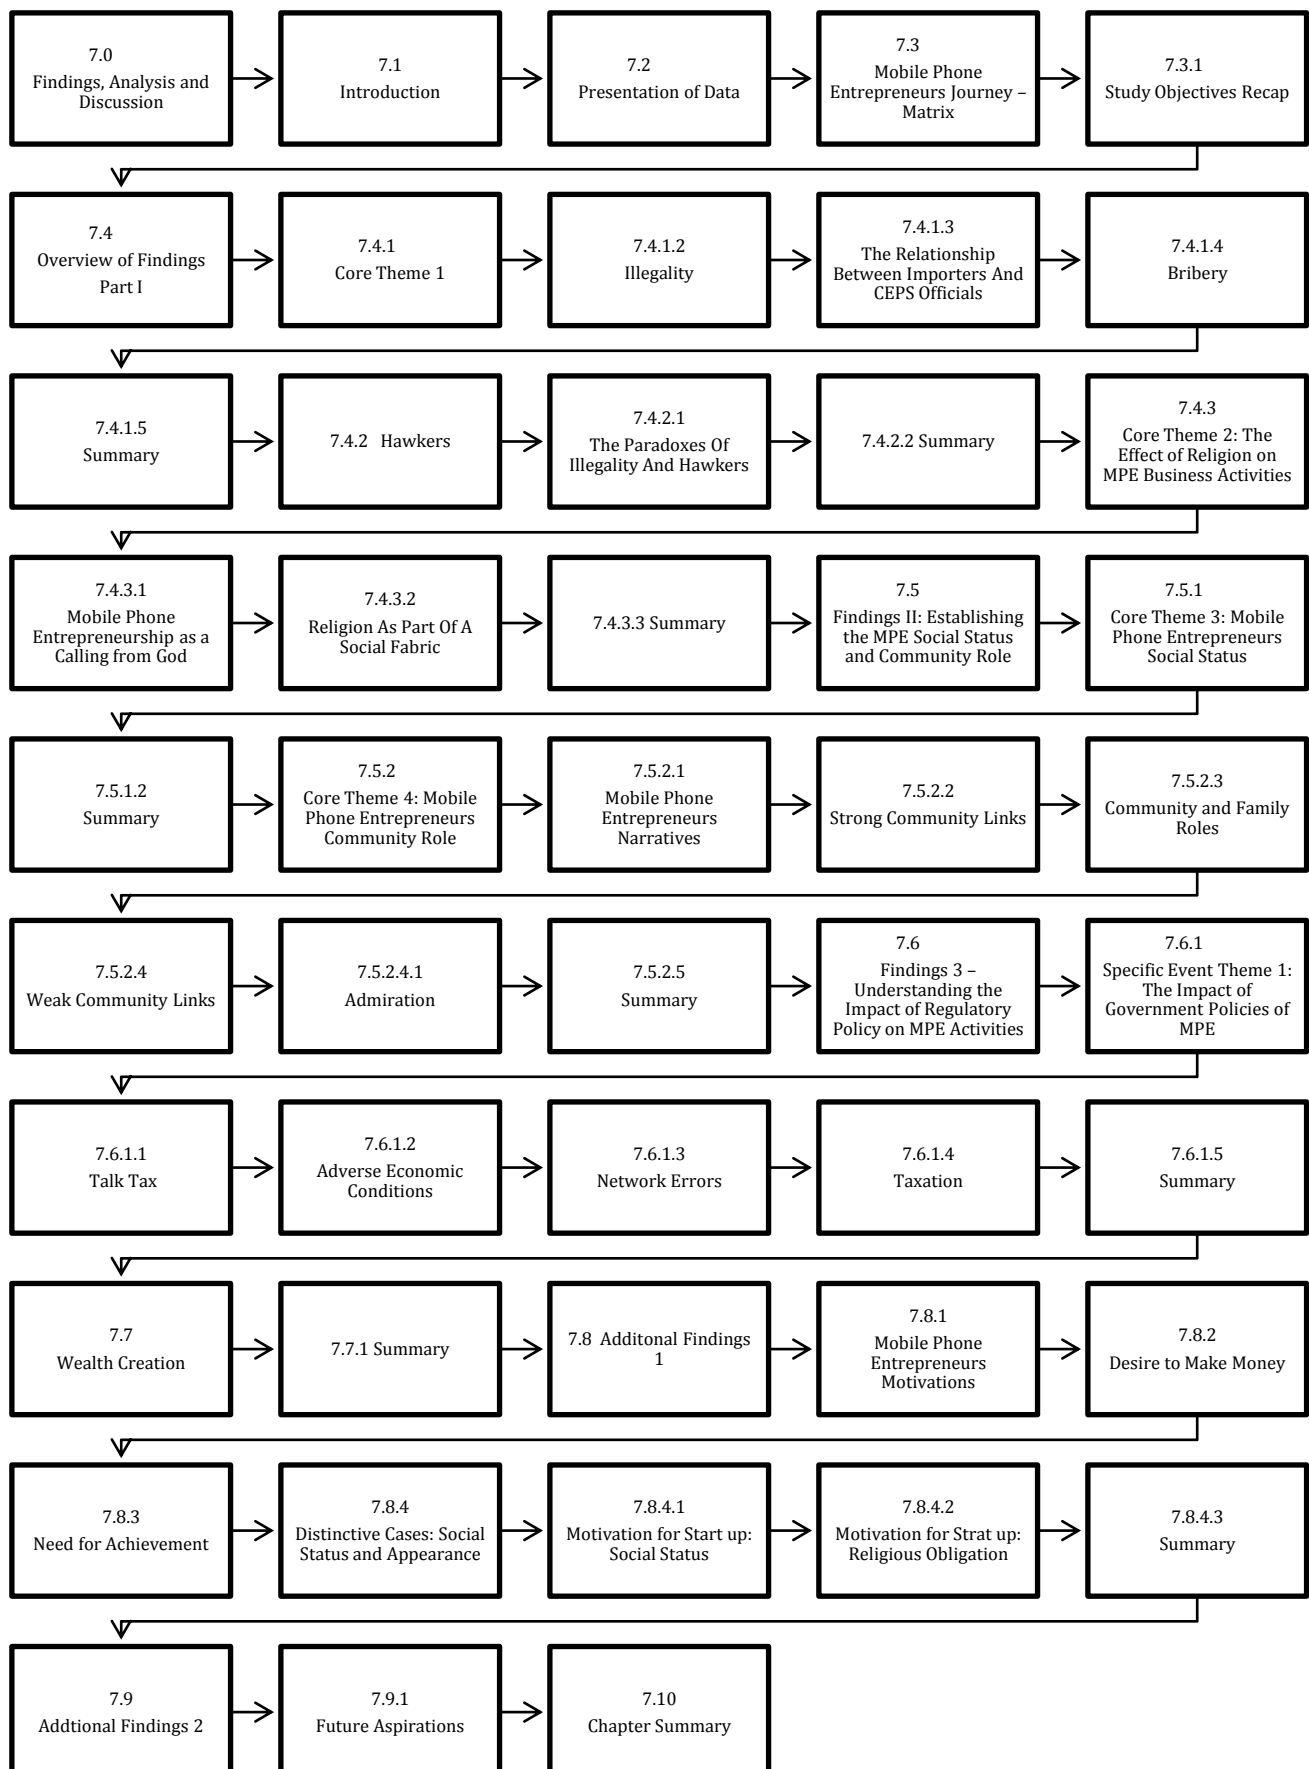 7.0
Findings, Analysis and
Discussion
7.1
Introduction
7.2
Presentation of Data
7.3
Mobile Phone
Entrepreneurs Journey –
Matrix
7.3.1
Study Objectives Recap
7.4
Overview of Findings
Part I
7.4.1
Core Theme 1
7.4.1.2
Illegality
7.4.1.3
The Relationship
Between Importers And
CEPS Officials
7.4.1.4
Bribery
7.4.1.5
Summary
7.4.2 Hawkers
7.4.2.1
The Paradoxes Of
Illegality And Hawkers
7.4.2.2 Summary
7.4.3
Core Theme 2: The
Effect of Religion on
MPE Business Activities
7.4.3.1
Mobile Phone
Entrepreneurship as a
Calling from God
7.4.3.2
Religion As Part Of A
Social Fabric
7.4.3.3 Summary
7.5
Findings II: Establishing
the MPE Social Status
and Community Role
7.5.1
Core Theme 3: Mobile
Phone Entrepreneurs
Social Status
7.5.1.2
Summary
7.5.2
Core Theme 4: Mobile
Phone Entrepreneurs
Community Role
7.5.2.1
Mobile Phone
Entrepreneurs
Narratives
7.5.2.2
Strong Community Links
7.5.2.3
Community and Family
Roles
7.5.2.4
Weak Community Links
7.5.2.4.1
Admiration
7.5.2.5
Summary
7.6
Findings 3 –
Understanding the
Impact of Regulatory
Policy on MPE Activities
7.6.1
Specific Event Theme 1:
The Impact of
Government Policies of
MPE
7.6.1.1
Talk Tax
7.6.1.2
Adverse Economic
Conditions
7.6.1.3
Network Errors
7.6.1.4
Taxation
7.6.1.5
Summary
7.7
Wealth Creation
7.7.1 Summary
7.8 Additonal Findings
1
7.8.1
Mobile Phone
Entrepreneurs
Motivations
7.8.2
Desire to Make Money
7.8.3
Need for Achievement
7.8.4
Distinctive Cases: Social
Status and Appearance
7.8.4.1
Motivation for Start up:
Social Status
7.8.4.2
Motivation for Strat up:
Religious Obligation
7.8.4.3
Summary
7.9
Addtional Findings 2
7.9.1
Future Aspirations
7.10
Chapter Summary